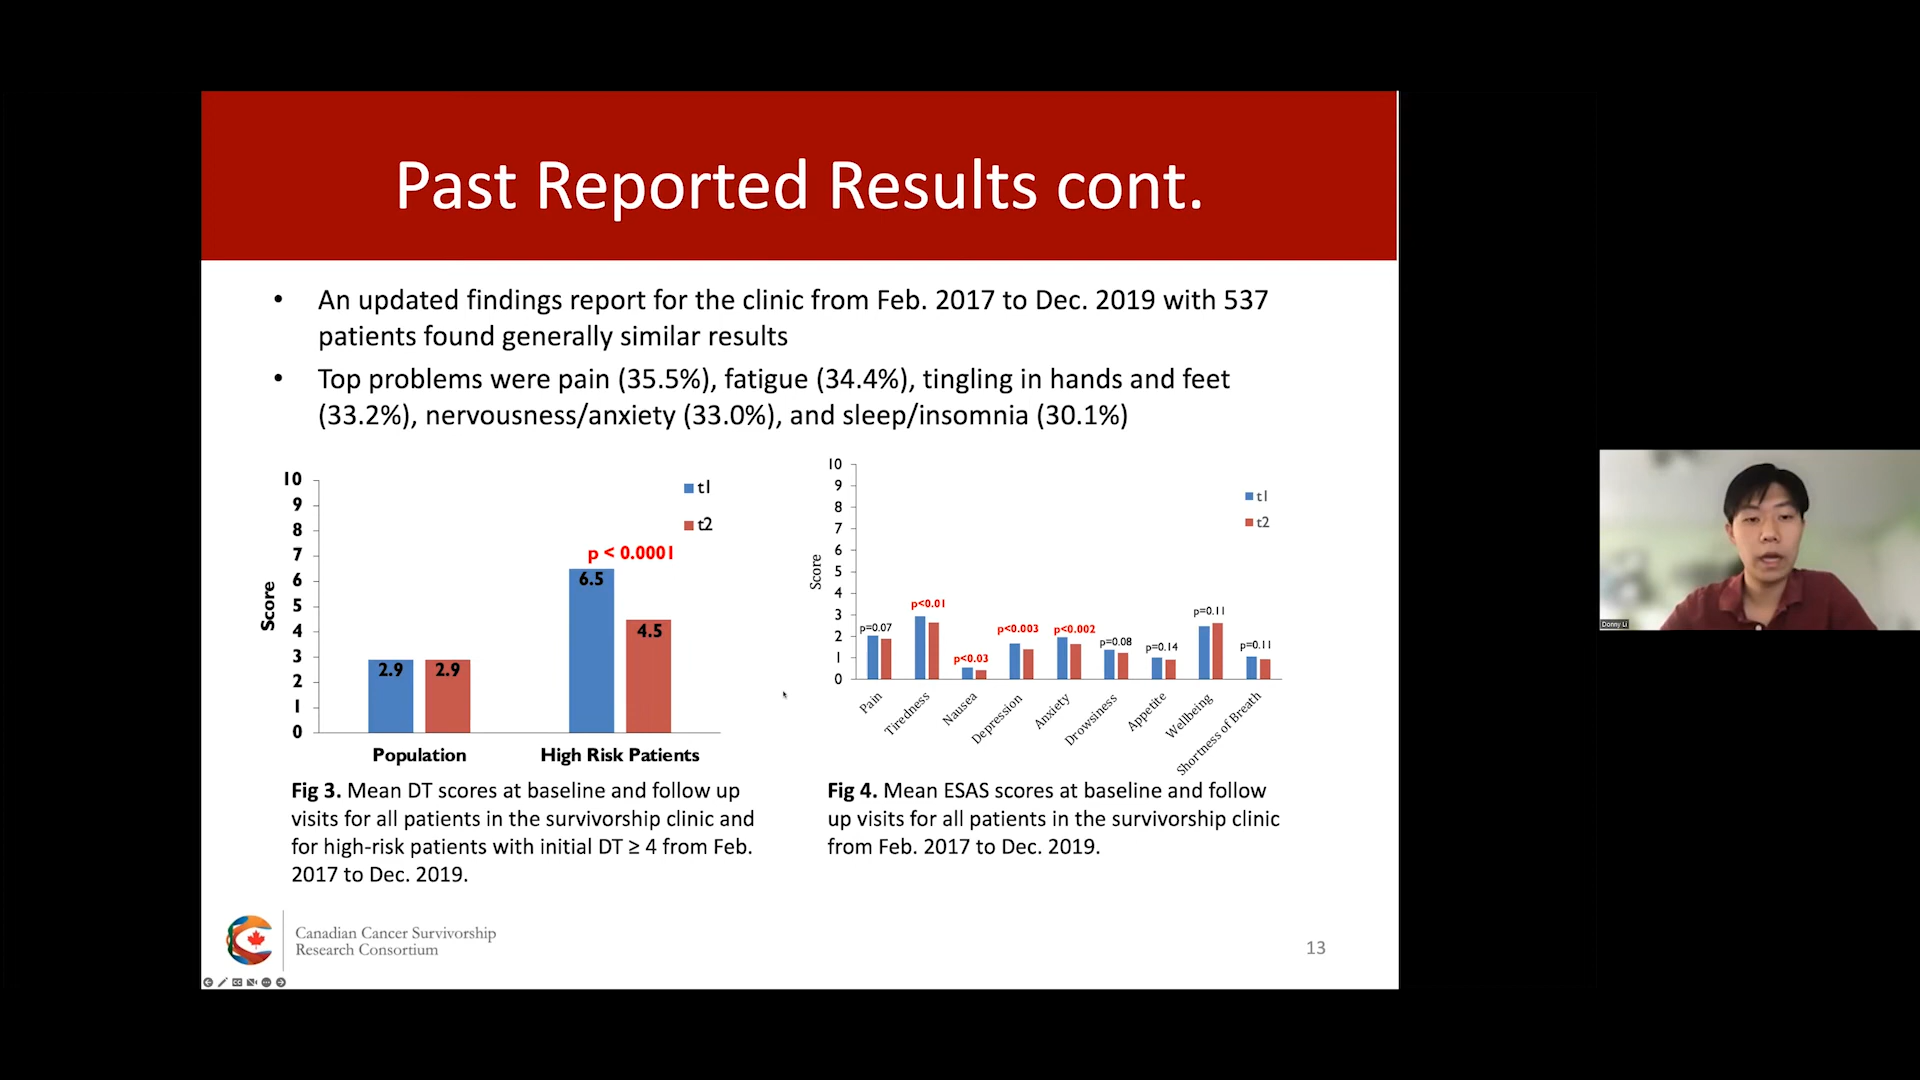 Past Reported Results cont.
• An updated findings report for the clinic from Feb. 2017 to Dec. 2019 with 537
patients found generally similar results
• Top problems were pain (35.5%), fatigue (34.4%), tingling in hands and feet
(33.2%), nervousness/anxiety (33.0%), and sleep/insomnia (30.1%)
10
9
8
7
6
5
4
3
2
1
0
Score
t1
t2
p < 0.0001
6.5
4.5
2.9
2.9
Population
High Risk Patients
Fig 3. Mean DT scores at baseline and follow up
visits for all patients in the survivorship clinic and
for high-risk patients with initial DT ≥ 4 from Feb.
2017 to Dec. 2019.
10
9
8
7
6
5
4
3
2
1
0
Score
t1
t2
p=0.07
p<0.01
p<0.03
p<0.003
p<0.002
p=0.08
p=0.14
p=0.11
p=0.11
Pain
Tiredness
Nausea
Depression
Anxiety
Drowsiness
Appetite
Wellbeing
Shortness of Breath
Fig 4. Mean ESAS scores at baseline and follow
up visits for all patients in the survivorship clinic
from Feb. 2017 to Dec. 2019.
Canadian Cancer Survivorship
Research Consortium
13
Donny Li